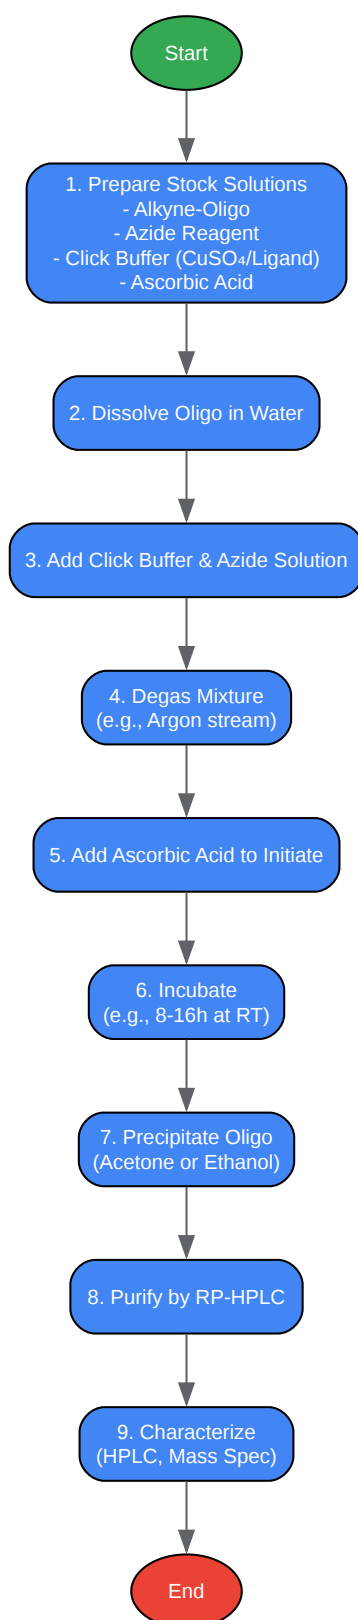 Start
1. Prepare Stock Solutions
- Alkyne-Oligo
- Azide Reagent
- Click Buffer (CuSO₄/Ligand)
- Ascorbic Acid
2. Dissolve Oligo in Water
3. Add Click Buffer & Azide Solution
4. Degas Mixture
(e.g., Argon stream)
5. Add Ascorbic Acid to Initiate
6. Incubate
(e.g., 8-16h at RT)
7. Precipitate Oligo
(Acetone or Ethanol)
8. Purify by RP-HPLC
9. Characterize
(HPLC, Mass Spec)
End